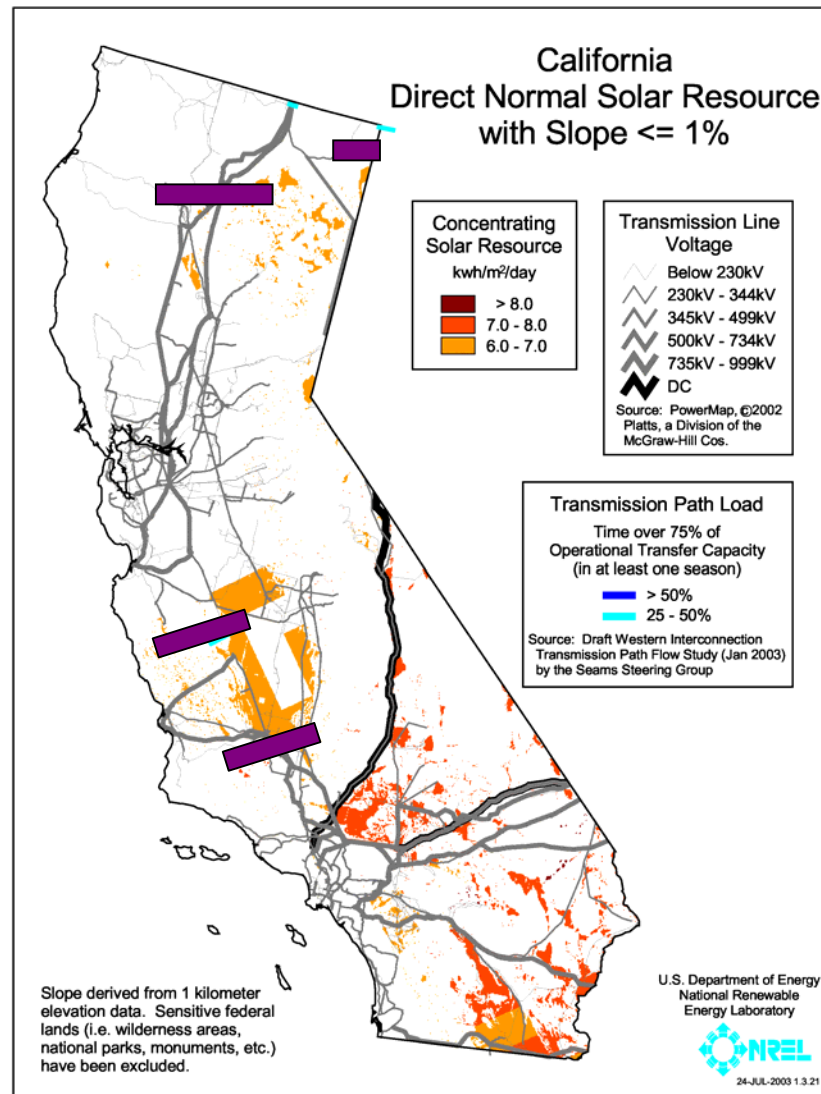 California
Direct Normal Solar Resource
with Slope <= 1%
Concentrating
Solar Resource
kwh/m²/day
> 8.0
7.0 - 8.0
6.0 - 7.0
Transmission Line
Voltage
Below 230kV
230kV - 344kV
345kV - 499kV
500kV - 734kV
735kV - 999kV
DC
Source: PowerMap, ©2002
Platts, a Division of the
McGraw-Hill Cos.
Transmission Path Load
Time over 75% of
Operational Transfer Capacity
(in at least one season)
> 50%
25 - 50%
Source: Draft Western Interconnection
Transmission Path Flow Study (Jan 2003)
by the Seams Steering Group
Slope derived from 1 kilometer
elevation data. Sensitive federal
lands (i.e. wilderness areas,
national parks, monuments, etc.)
have been excluded.
U.S. Department of Energy
National Renewable
Energy Laboratory
NREL
24-JUL-2003 1.3.21